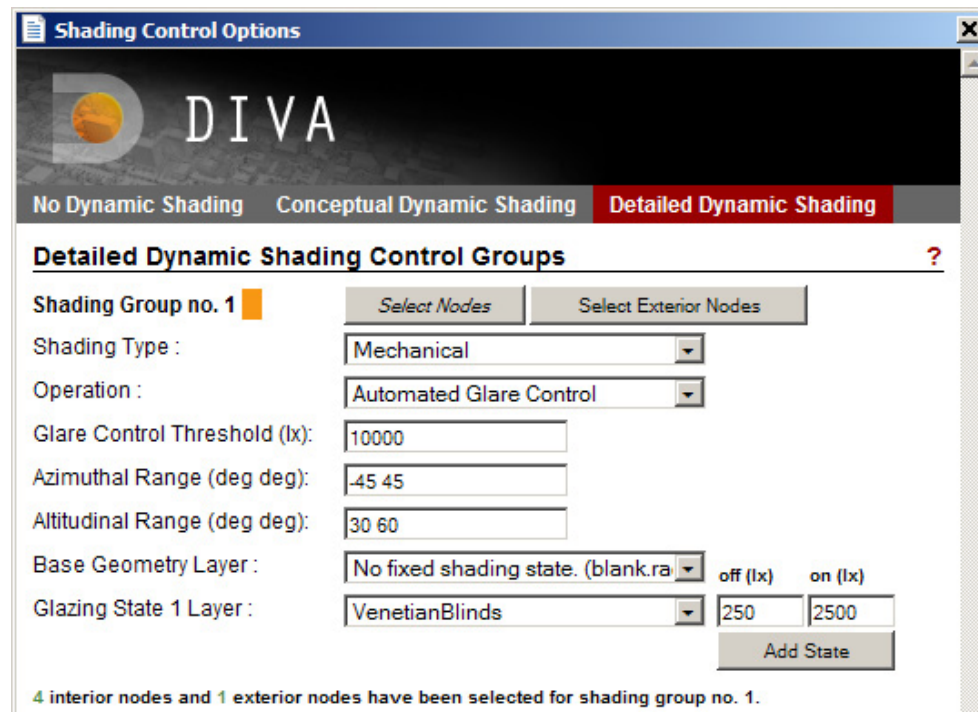 Shading Control Options
DIVA
No Dynamic Shading Conceptual Dynamic Shading Detailed Dynamic Shading
Detailed Dynamic Shading Control Groups ?
Shading Group no. 1 Select Nodes Select Exterior Nodes
Shading Type : Mechanical
Operation : Automated Glare Control
Glare Control Threshold (lx): 10000
Azimuthal Range (deg deg): -45 45
Altitudinal Range (deg deg): 30 60
Base Geometry Layer : No fixed shading state. (blank.ra off (lx) on (lx)
Glazing State 1 Layer : VenetianBlinds 250 2500
Add State
4 interior nodes and 1 exterior nodes have been selected for shading group no. 1.